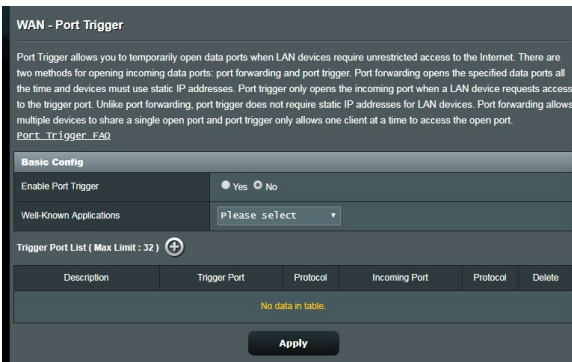 WAN - Port Trigger
Port Trigger allows you to temporarily open data ports when LAN devices require unrestricted access to the Internet. There are
two methods for opening incoming data ports: port forwarding and port trigger. Port forwarding opens the specified data ports all
the time and devices must use static IP addresses. Port trigger only opens the incoming port when a LAN device requests access
to the trigger port. Unlike port forwarding, port trigger does not require static IP addresses for LAN devices. Port forwarding allows
multiple devices to share a single open port and port trigger only allows one client at a time to access the open port.
Port Trigger FAQ
Basic Config
Enable Port Trigger Yes No
Well-Known Applications Please select
Trigger Port List ( Max Limit : 32 )
Description Trigger Port Protocol Incoming Port Protocol Delete
No data in table.
Apply